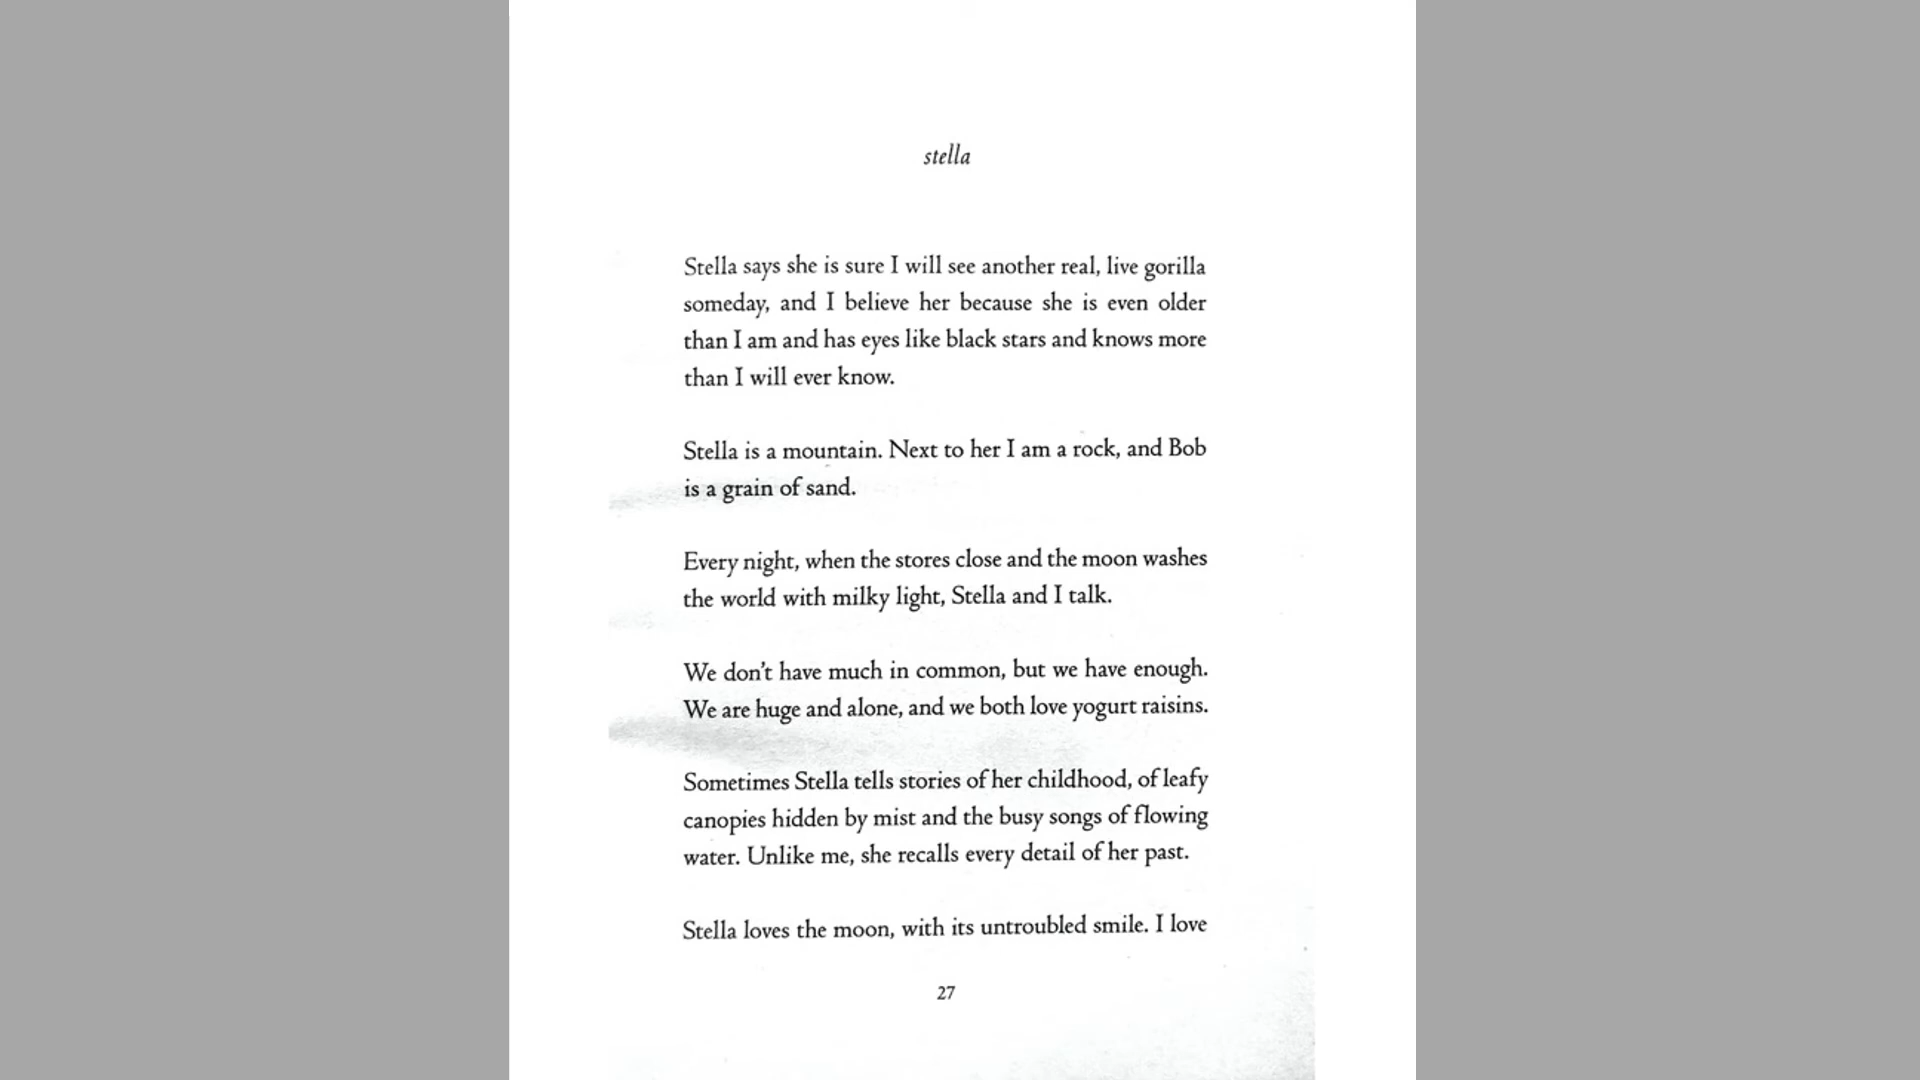 stella
Stella says she is sure I will see another real, live gorilla
someday, and I believe her because she is even older
than I am and has eyes like black stars and knows more
than I will ever know.
Stella is a mountain. Next to her I am a rock, and Bob
is a grain of sand.
Every night, when the stores close and the moon washes
the world with milky light, Stella and I talk.
We don't have much in common, but we have enough.
We are huge and alone, and we both love yogurt raisins.
Sometimes Stella tells stories of her childhood, of leafy
canopies hidden by mist and the busy songs of flowing
water. Unlike me, she recalls every detail of her past.
Stella loves the moon, with its untroubled smile. I love
27